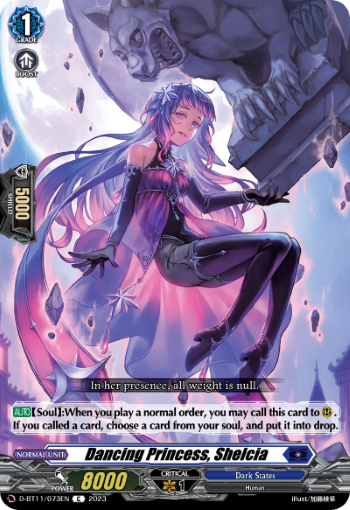 1
GRADE
BOOST
5000
SHIELD
In her presence, all weight is null.
AUTO【Soul】:When you play a normal order, you may call this card to Ⓡ.
If you called a card, choose a card from your soul, and put it into drop.
NORMAL UNIT
Dancing Princess, Shelcia
POWER 8000
CRITICAL
1
Dark States
Human
D-BT11/073EN C 2023
illust/加藤綾華